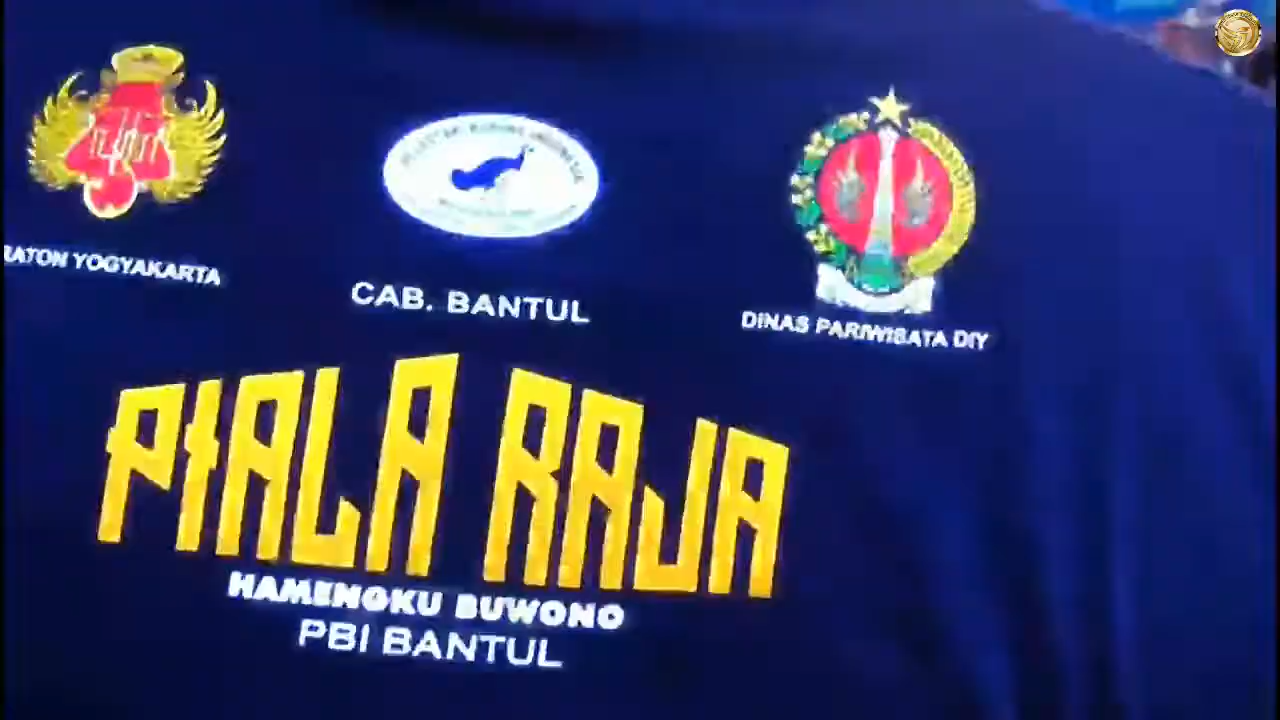 RATON YOGYAKARTA
CAB. BANTUL
DINAS PARIWISATA DIY
PIALA RAJA
HAMENGKU BUWONO
PBI BANTUL